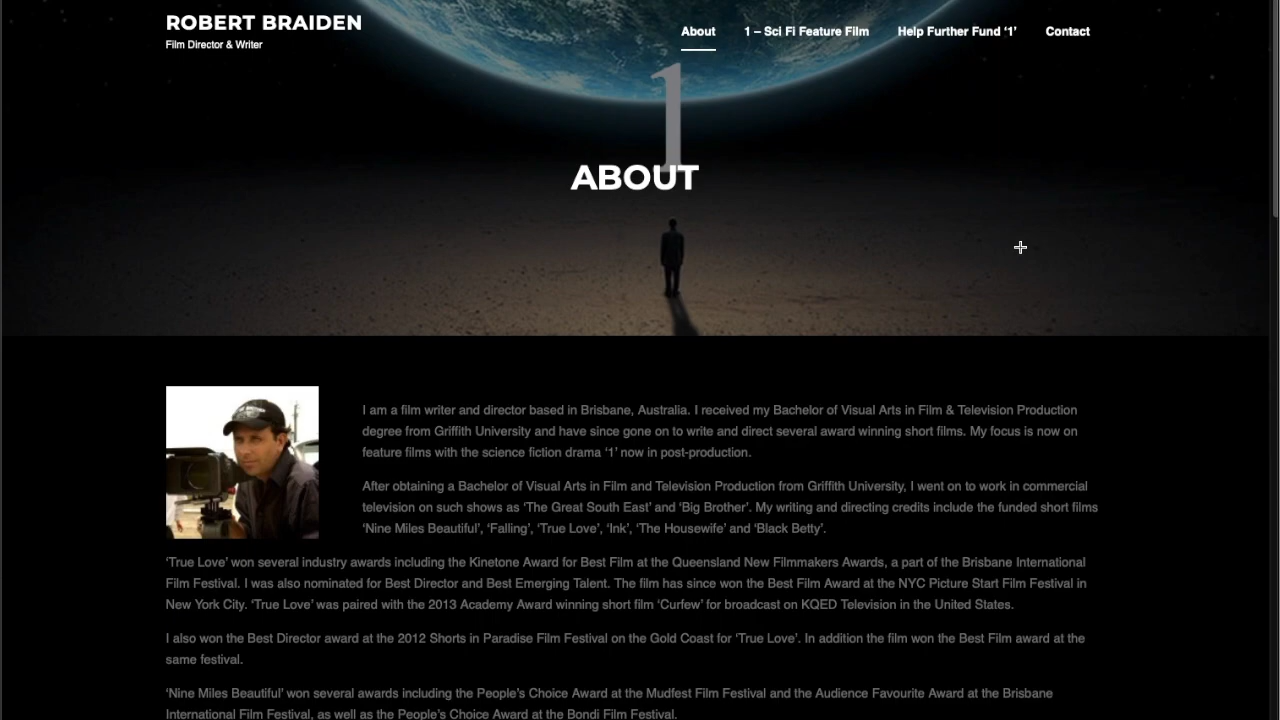 ROBERT BRAIDEN
Film Director & Writer
About
1 – Sci Fi Feature Film
Help Further Fund ‘1’
Contact
1
ABOUT
I am a film writer and director based in Brisbane, Australia. I received my Bachelor of Visual Arts in Film & Television Production
degree from Griffith University and have since gone on to write and direct several award winning short films. My focus is now on
feature films with the science fiction drama ‘1’ now in post-production.
After obtaining a Bachelor of Visual Arts in Film and Television Production from Griffith University, I went on to work in commercial
television on such shows as ‘The Great South East’ and ‘Big Brother’. My writing and directing credits include the funded short films
‘Nine Miles Beautiful’, ‘Falling’, ‘True Love’, ‘Ink’, ‘The Housewife’ and ‘Black Betty’.
‘True Love’ won several industry awards including the Kinetone Award for Best Film at the Queensland New Filmmakers Awards, a part of the Brisbane International
Film Festival. I was also nominated for Best Director and Best Emerging Talent. The film has since won the Best Film Award at the NYC Picture Start Film Festival in
New York City. ‘True Love’ was paired with the 2013 Academy Award winning short film ‘Curfew’ for broadcast on KQED Television in the United States.
I also won the Best Director award at the 2012 Shorts in Paradise Film Festival on the Gold Coast for ‘True Love’. In addition the film won the Best Film award at the
same festival.
‘Nine Miles Beautiful’ won several awards including the People’s Choice Award at the Mudfest Film Festival and the Audience Favourite Award at the Brisbane
International Film Festival, as well as the People’s Choice Award at the Bondi Film Festival.